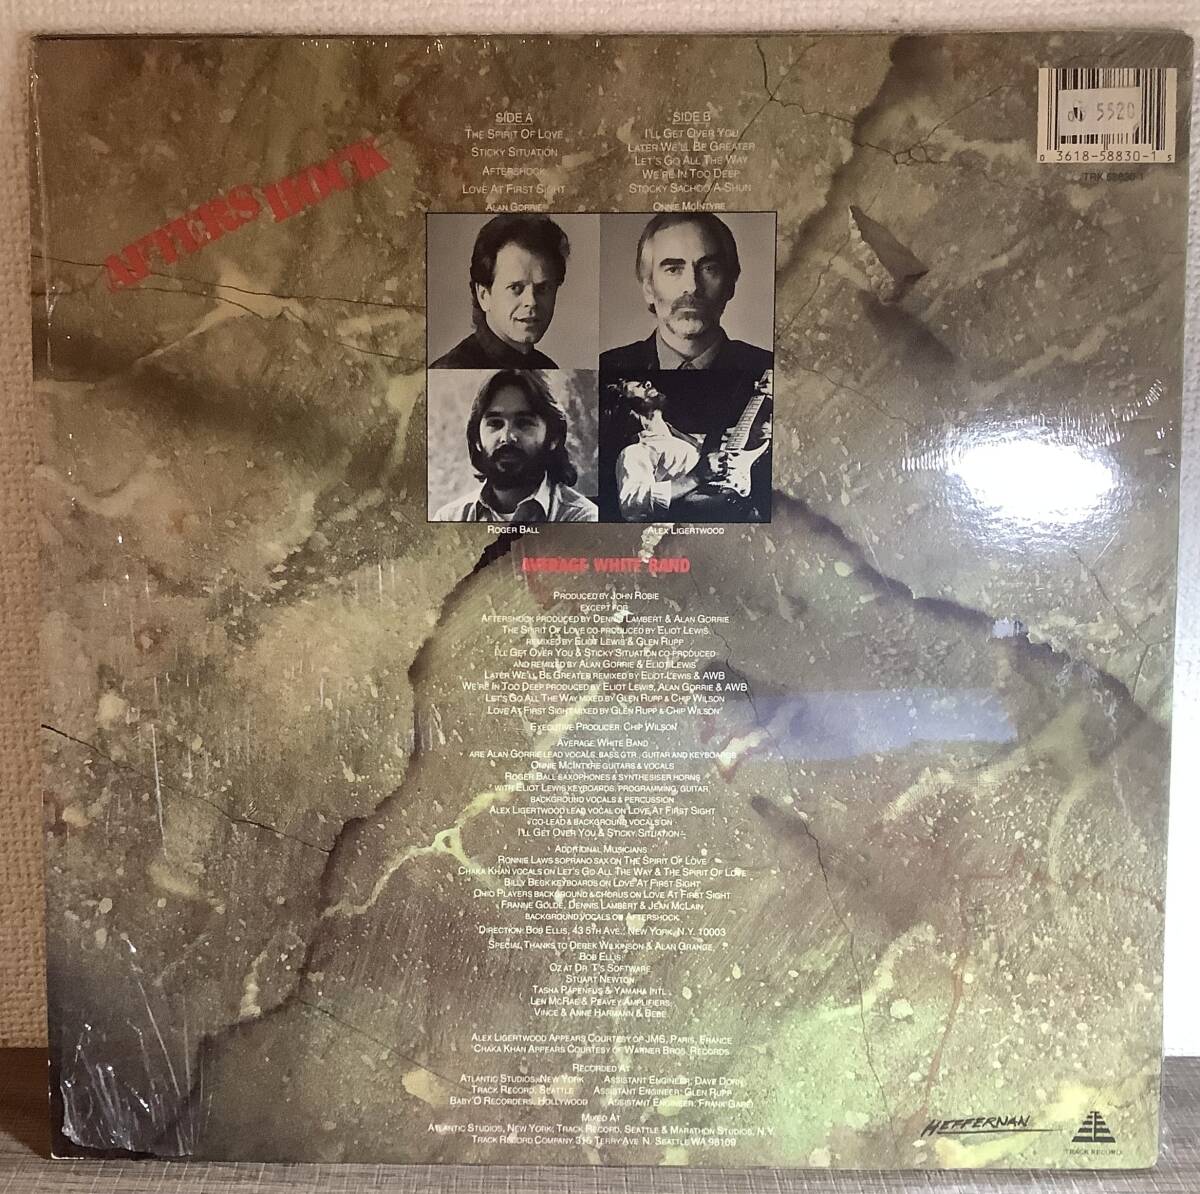 AFTERSHOCK
SIDE A
THE SPIRIT OF LOVE
STICKY SITUATION
AFTERSHOCK
LOVE AT FIRST SIGHT
SIDE B
I'LL GET OVER YOU
LATER WE'LL BE GREATER
LET'S GO ALL THE WAY
WE'RE IN TOO DEEP
STOCKY SACHOO-A-SHUN
5520
0 3618-58830-1 5
TRK 58830-1
ALAN GORRIE
ONNIE MCINTYRE
ROGER BALL
ALEX LIGERTWOOD
AVERAGE WHITE BAND
PRODUCED BY JOHN ROBIE
EXCEPT FOR
AFTERSHOCK PRODUCED BY DENNIS LAMBERT & ALAN GORRIE
THE SPIRIT OF LOVE CO-PRODUCED BY ELIOT LEWIS
REMIXED BY ELIOT LEWIS & GLEN RUPP
I'LL GET OVER YOU & STICKY SITUATION CO-PRODUCED
AND REMIXED BY ALAN GORRIE & ELIOT LEWIS
LATER WE'LL BE GREATER REMIXED BY ELIOT LEWIS & AWB
WE'RE IN TOO DEEP PRODUCED BY ELIOT LEWIS, ALAN GORRIE & AWB
LET'S GO ALL THE WAY MIXED BY GLEN RUPP & CHIP WILSON
LOVE AT FIRST SIGHT MIXED BY GLEN RUPP & CHIP WILSON
EXECUTIVE PRODUCER: CHIP WILSON
AVERAGE WHITE BAND
ARE ALAN GORRIE LEAD VOCALS, BASS GTR., GUITAR AND KEYBOARDS
ONNIE MCINTYRE GUITARS & VOCALS
ROGER BALL SAXOPHONES & SYNTHESISER HORNS
WITH ELIOT LEWIS KEYBOARDS, PROGRAMMING, GUITAR
BACKGROUND VOCALS & PERCUSSION
ALEX LIGERTWOOD LEAD VOCAL ON LOVE AT FIRST SIGHT
CO-LEAD & BACKGROUND VOCALS ON
I'LL GET OVER YOU & STICKY SITUATION
ADDITIONAL MUSICIANS
RONNIE LAWS SOPRANO SAX ON THE SPIRIT OF LOVE
CHAKA KHAN VOCALS ON LET'S GO ALL THE WAY & THE SPIRIT OF LOVE
BILLY BECK KEYBOARDS ON LOVE AT FIRST SIGHT
OHIO PLAYERS BACKGROUND & CHORUS ON LOVE AT FIRST SIGHT
FRANNE GOLDE, DENNIS LAMBERT & JEAN MCLAIN
BACKGROUND VOCALS ON AFTERSHOCK
DIRECTION: BOB ELLIS, 43 5TH AVE., NEW YORK, N.Y. 10003
SPECIAL THANKS TO DEREK WILKINSON & ALAN GRANGE,
BOB ELLIS
OZ AT DR 'T'S SOFTWARE
STUART NEWTON
TASHA PAPENFUS & YAMAHA INTL.
LEN MCRAE & PEAVEY AMPLIFIERS
VINCE & ANNE HARMANN & BEBE
ALEX LIGERTWOOD APPEARS COURTESY OF JMS, PARIS, FRANCE
CHAKA KHAN APPEARS COURTESY OF WARNER BROS. RECORDS
RECORDED AT
ATLANTIC STUDIOS, NEW YORK ASSISTANT ENGINEER: DAVE DORN
TRACK RECORD, SEATTLE ASSISTANT ENGINEER: GLEN RUPP
BABY'O RECORDERS, HOLLYWOOD ASSISTANT ENGINEER: FRANK
MIXED AT
ATLANTIC STUDIOS, NEW YORK; TRACK RECORD, SEATTLE & MARATHON STUDIOS, N.Y.
TRACK RECORD COMPANY 315 TERRY AVE N. SEATTLE WA 98109
HEFFERNAN
TRACK RECORD